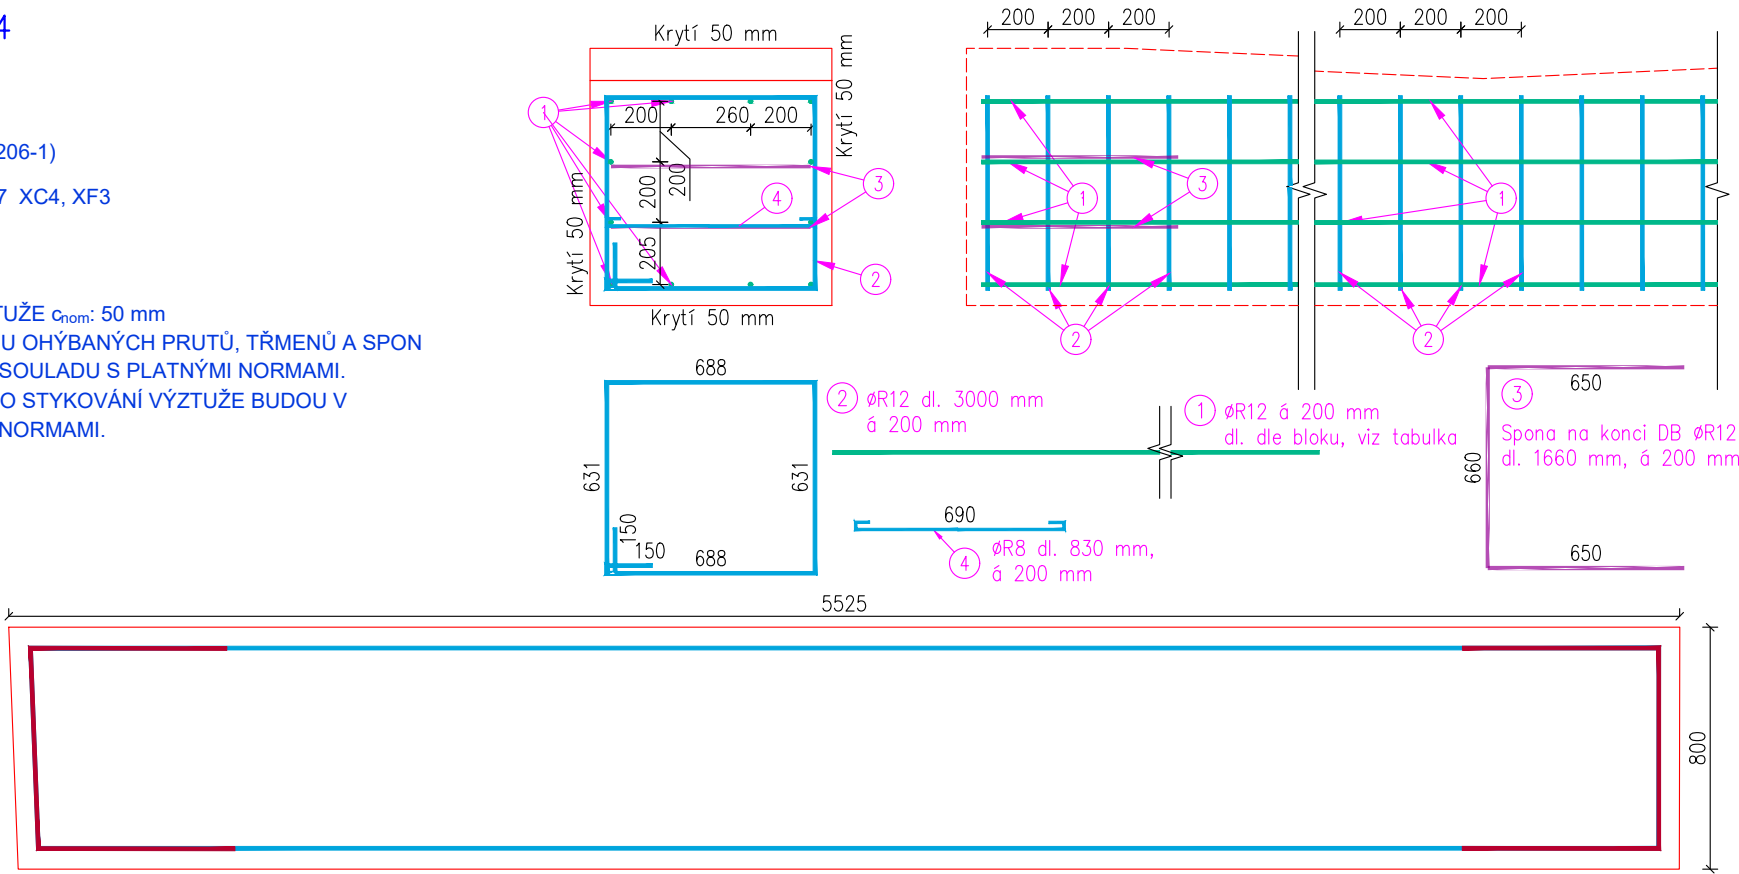 4
206-1)
7 XC4, XF3
TUŽE cnom: 50 mm
U OHÝBANÝCH PRUTŮ, TŘMENŮ A SPON
SOULADU S PLATNÝMI NORMAMI.
O STYKOVÁNÍ VÝZTUŽE BUDOU V
NORMAMI.
Krytí 50 mm
Krytí 50 mm
Krytí 50 mm
Krytí 50 mm
1
200
260
200
200
200
205
3
4
2
200
200
200
200
200
200
1
3
2
1
2
688
631
631
150
150
688
2
øR12 dl. 3000 mm
á 200 mm
1
øR12 á 200 mm
dl. dle bloku, viz tabulka
690
4
øR8 dl. 830 mm,
á 200 mm
650
3
Spona na konci DB øR12
dl. 1660 mm, á 200 mm
660
650
5525
800